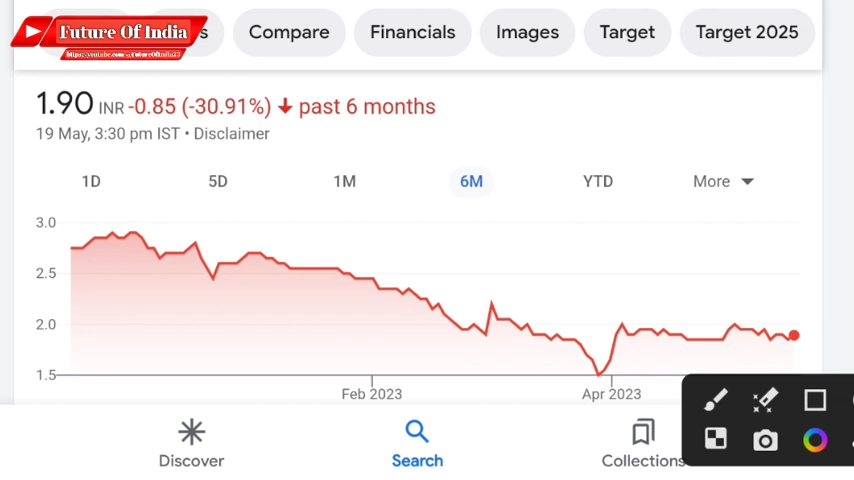 Future Of India
s
Compare
Financials
Images
Target
Target 2025
1.90 INR -0.85 (-30.91%) ↓ past 6 months
19 May, 3:30 pm IST • Disclaimer
1D
5D
1M
6M
YTD
More
3.0
2.5
2.0
1.5
Feb 2023
Apr 2023
Discover
Search
Collections